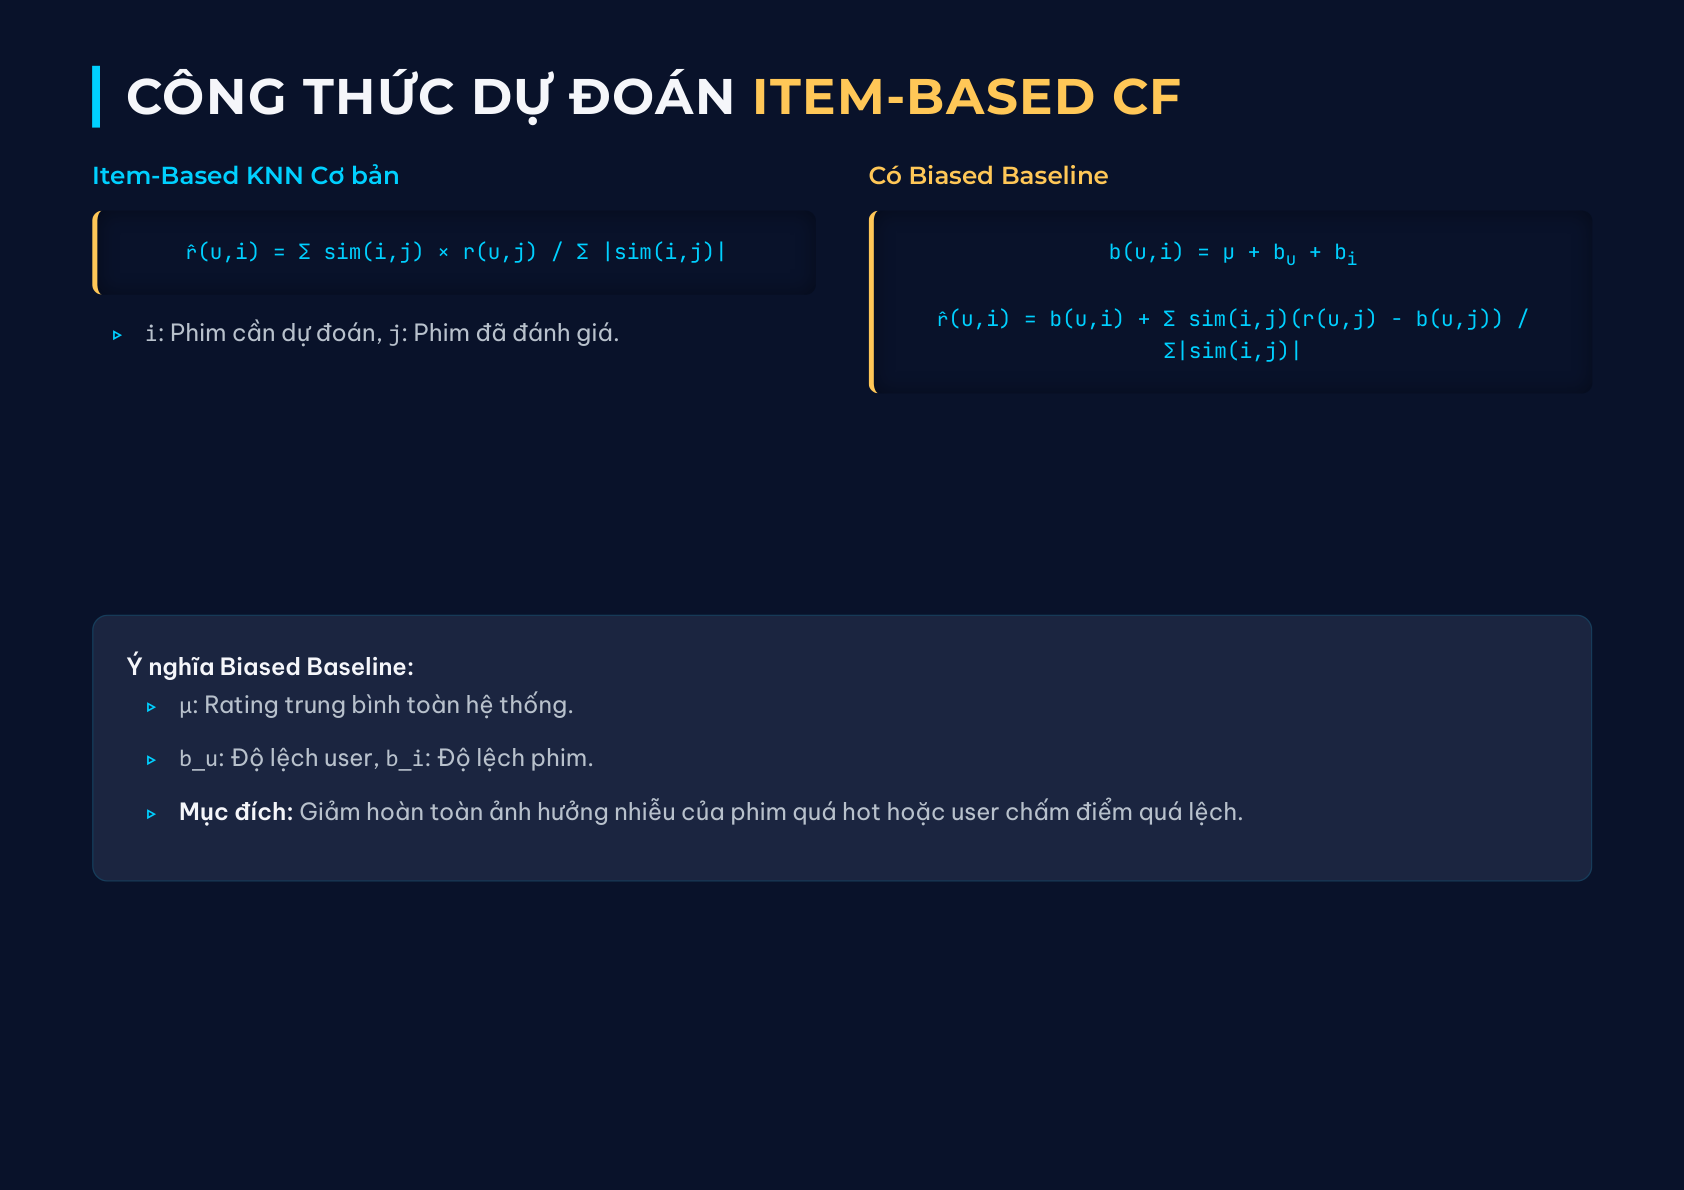 CÔNG THỨC DỰ ĐOÁN ITEM-BASED CF
Item-Based KNN Cơ bản
r̂(u,i) = Σ sim(i,j) × r(u,j) / Σ |sim(i,j)|
▹ i: Phim cần dự đoán, j: Phim đã đánh giá.
Có Biased Baseline
b(u,i) = μ + b_u + b_i
r̂(u,i) = b(u,i) + Σ sim(i,j)(r(u,j) - b(u,j)) /
Σ|sim(i,j)|
Ý nghĩa Biased Baseline:
▹ μ: Rating trung bình toàn hệ thống.
▹ b_u: Độ lệch user, b_i: Độ lệch phim.
▹ Mục đích: Giảm hoàn toàn ảnh hưởng nhiễu của phim quá hot hoặc user chấm điểm quá lệch.